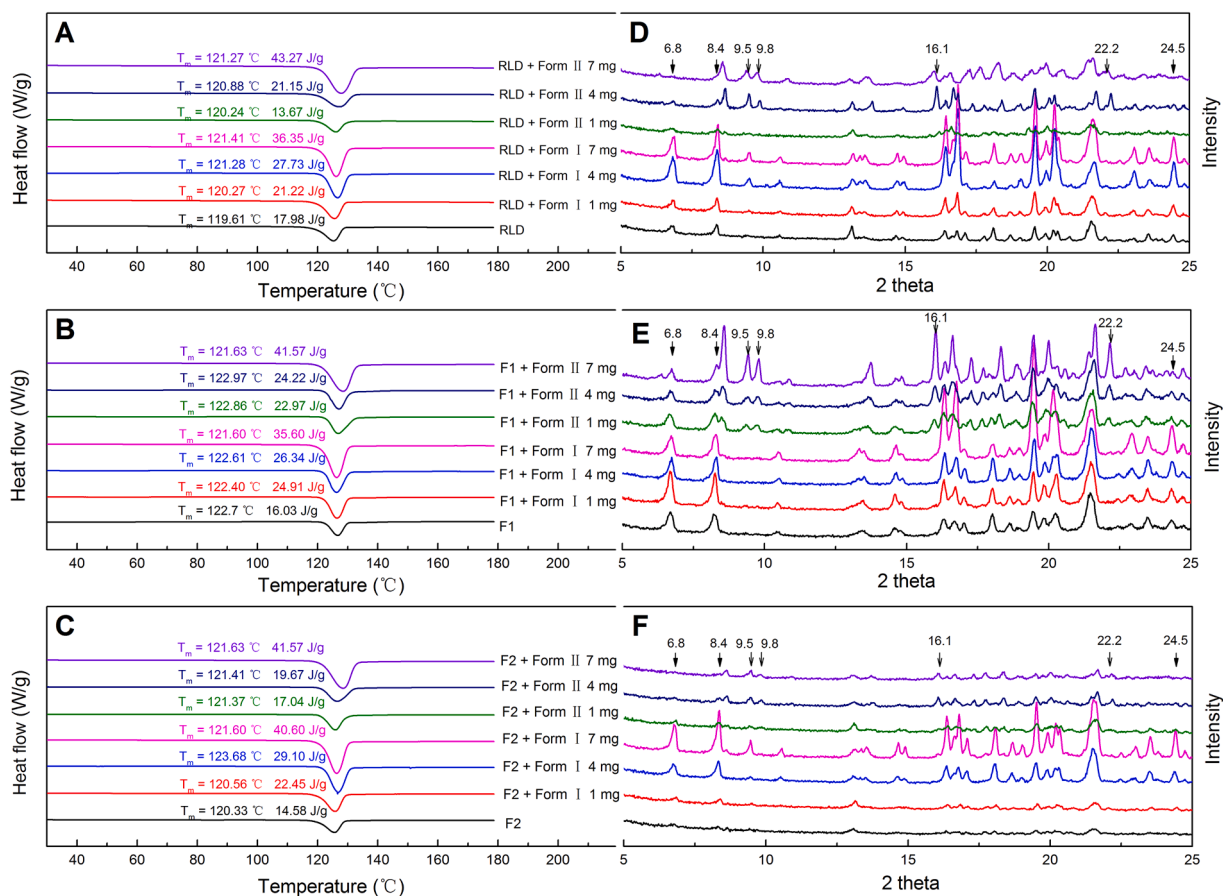 A
Heat flow (W/g)
Tm = 121.27 ℃ 43.27 J/g
RLD + Form Ⅱ 7 mg
Tm = 120.88 ℃ 21.15 J/g
RLD + Form Ⅱ 4 mg
Tm = 120.24 ℃ 13.67 J/g
RLD + Form Ⅱ 1 mg
Tm = 121.41 ℃ 36.35 J/g
RLD + Form Ⅰ 7 mg
Tm = 121.28 ℃ 27.73 J/g
RLD + Form Ⅰ 4 mg
Tm = 120.27 ℃ 21.22 J/g
RLD + Form Ⅰ 1 mg
Tm = 119.61 ℃ 17.98 J/g
RLD
40 60 80 100 120 140 160 180 200
Temperature (℃)
D
6.8 8.4 9.5 9.8 16.1 22.2 24.5
Intensity
5 10 15 20 25
2 theta
B
Heat flow (W/g)
Tm = 121.63 ℃ 41.57 J/g
F1 + Form Ⅱ 7 mg
Tm = 122.97 ℃ 24.22 J/g
F1 + Form Ⅱ 4 mg
Tm = 122.86 ℃ 22.97 J/g
F1 + Form Ⅱ 1 mg
Tm = 121.60 ℃ 35.60 J/g
F1 + Form Ⅰ 7 mg
Tm = 122.61 ℃ 26.34 J/g
F1 + Form Ⅰ 4 mg
Tm = 122.40 ℃ 24.91 J/g
F1 + Form Ⅰ 1 mg
Tm = 122.7 ℃ 16.03 J/g
F1
40 60 80 100 120 140 160 180 200
Temperature (℃)
E
6.8 8.4 9.5 9.8 16.1 22.2 24.5
Intensity
5 10 15 20 25
2 theta
C
Heat flow (W/g)
Tm = 121.63 ℃ 41.57 J/g
F2 + Form Ⅱ 7 mg
Tm = 121.41 ℃ 19.67 J/g
F2 + Form Ⅱ 4 mg
Tm = 121.37 ℃ 17.04 J/g
F2 + Form Ⅱ 1 mg
Tm = 121.60 ℃ 40.60 J/g
F2 + Form Ⅰ 7 mg
Tm = 123.68 ℃ 29.10 J/g
F2 + Form Ⅰ 4 mg
Tm = 120.56 ℃ 22.45 J/g
F2 + Form Ⅰ 1 mg
Tm = 120.33 ℃ 14.58 J/g
F2
40 60 80 100 120 140 160 180 200
Temperature (℃)
F
6.8 8.4 9.5 9.8 16.1 22.2 24.5
Intensity
5 10 15 20 25
2 theta